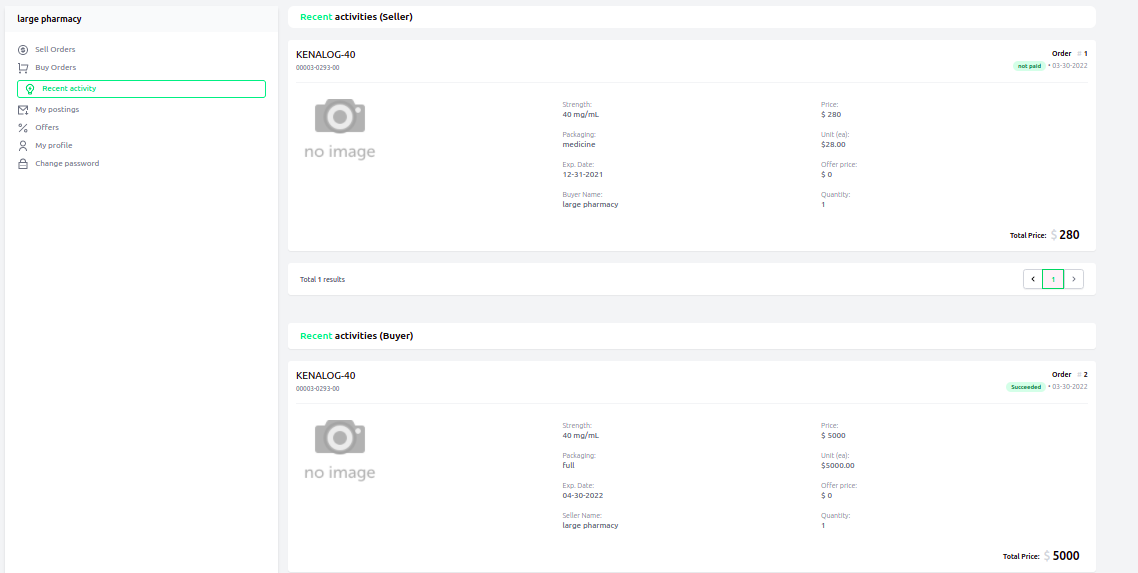 large pharmacy
Sell Orders
Buy Orders
Recent activity
My postings
Offers
My profile
Change password
Recent activities (Seller)
KENALOG-40
00003-0293-00
Order # 1
not paid • 03-30-2022
no image
Strength:
40 mg/mL
Packaging:
medicine
Exp. Date:
12-31-2021
Buyer Name:
large pharmacy
Price:
$ 280
Unit (ea):
$28.00
Offer price:
$ 0
Quantity:
1
Total Price: $ 280
Total 1 results
< 1 >
Recent activities (Buyer)
KENALOG-40
00003-0293-00
Order # 2
Succeeded • 03-30-2022
no image
Strength:
40 mg/mL
Packaging:
full
Exp. Date:
04-30-2022
Seller Name:
large pharmacy
Price:
$ 5000
Unit (ea):
$5000.00
Offer price:
$ 0
Quantity:
1
Total Price: $ 5000